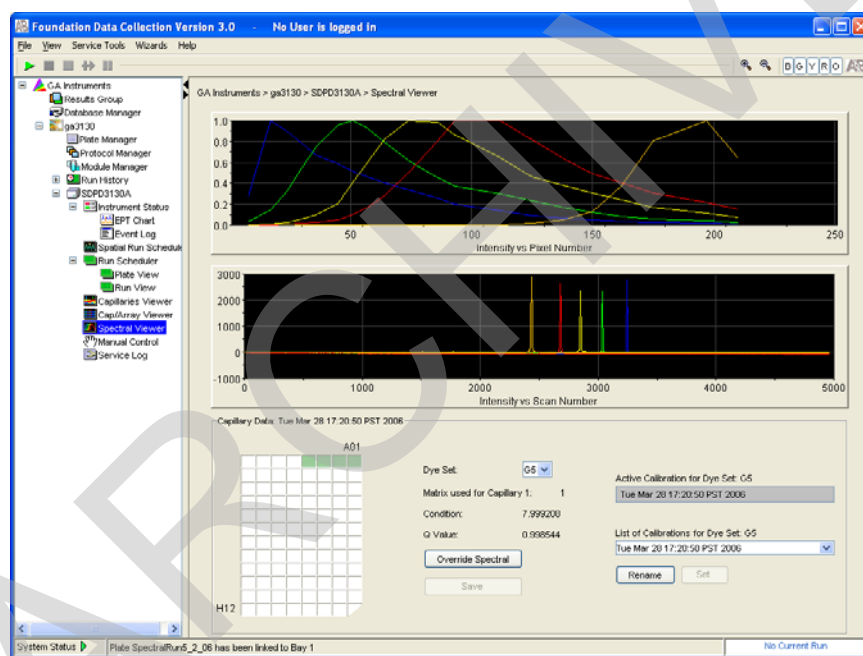 Foundation Data Collection Version 3.0 - No User is logged in
File View Service Tools Wizards Help
B G Y R O
GA Instruments
Results Group
Database Manager
ga3130
Plate Manager
Protocol Manager
Module Manager
Run History
SDPD3130A
Instrument Status
EPT Chart
Event Log
Spatial Run Schedule
Run Scheduler
Plate View
Run View
Capillaries Viewer
Cap/Array Viewer
Spectral Viewer
Manual Control
Service Log
GA Instruments > ga3130 > SDPD3130A > Spectral Viewer
1.0
0.8
0.6
0.4
0.2
0.0
50 100 150 200 250
Intensity vs Pixel Number
3000
2000
1000
0
-1000
0 1000 2000 3000 4000 5000
Intensity vs Scan Number
Capillary Data: Tue Mar 28 17:20:50 PST 2006
A01
H12
Dye Set: G5
Matrix used for Capillary 1: 1
Condition: 7.999208
Q Value: 0.998544
Override Spectral
Save
Active Calibration for Dye Set: G5
Tue Mar 28 17:20:50 PST 2006
List of Calibrations for Dye Set: G5
Tue Mar 28 17:20:50 PST 2006
Rename Set
System Status Plate SpectralRun5_2_06 has been linked to Bay 1 No Current Run
ARCHIVE